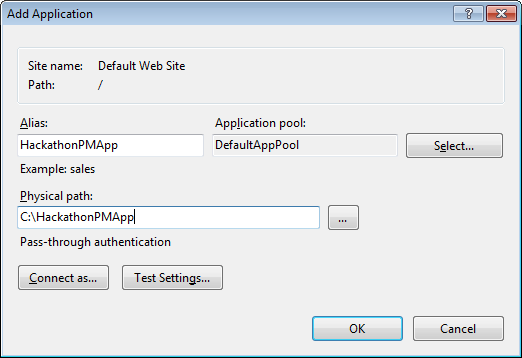 Add Application
Site name: Default Web Site
Path: /
Alias: Application pool:
HackathonPMApp DefaultAppPool Select...
Example: sales
Physical path:
C:\HackathonPMApp ...
Pass-through authentication
Connect as... Test Settings...
OK Cancel